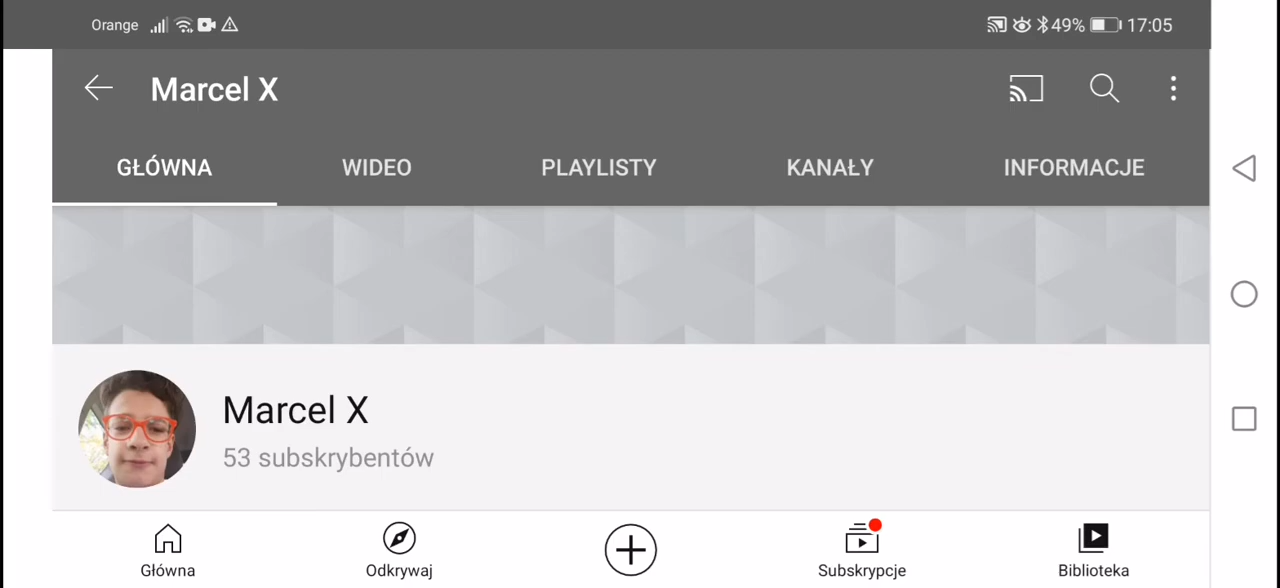 Orange 49% 17:05
Marcel X
GŁÓWNA WIDEO PLAYLISTY KANAŁY INFORMACJE
Marcel X
53 subskrybentów
Główna Odkrywaj Subskrypcje Biblioteka